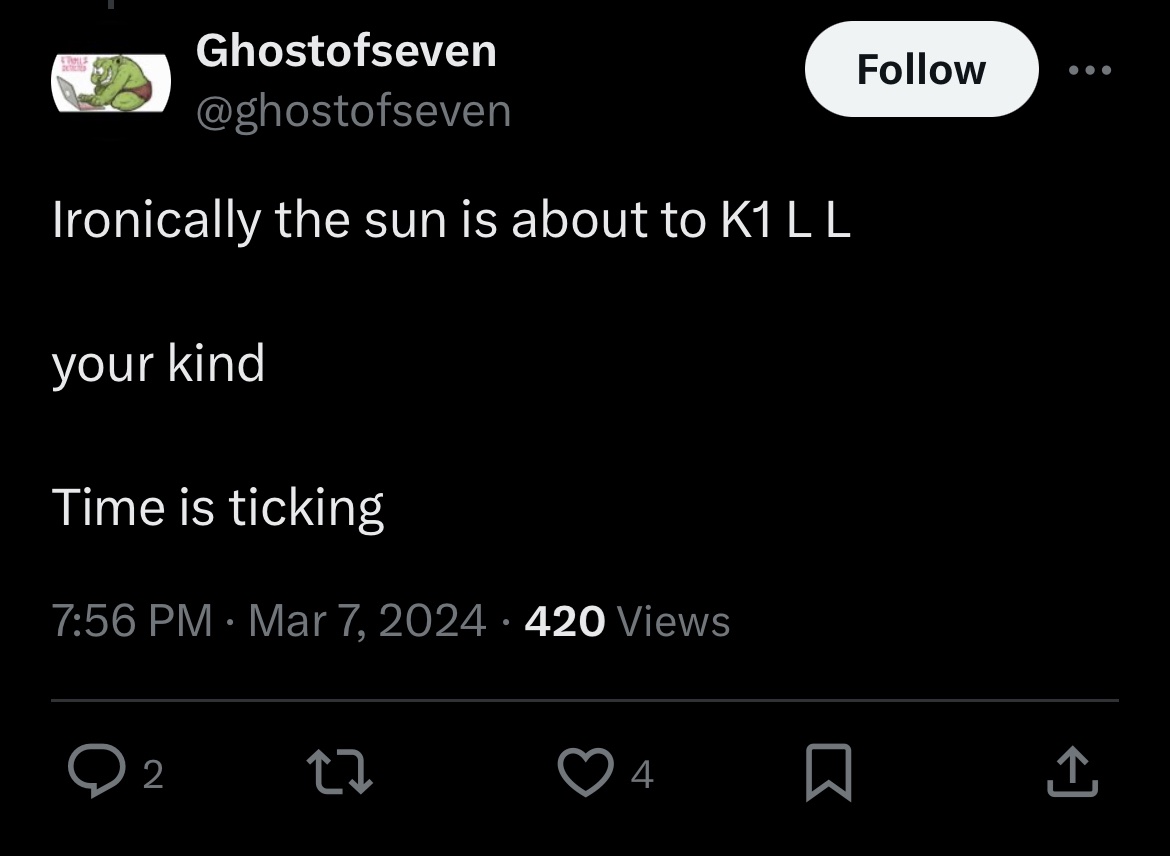 Ghostofseven
@ghostofseven
Follow
Ironically the sun is about to K1 L L
your kind
Time is ticking
7:56 PM · Mar 7, 2024 · 420 Views
2
4